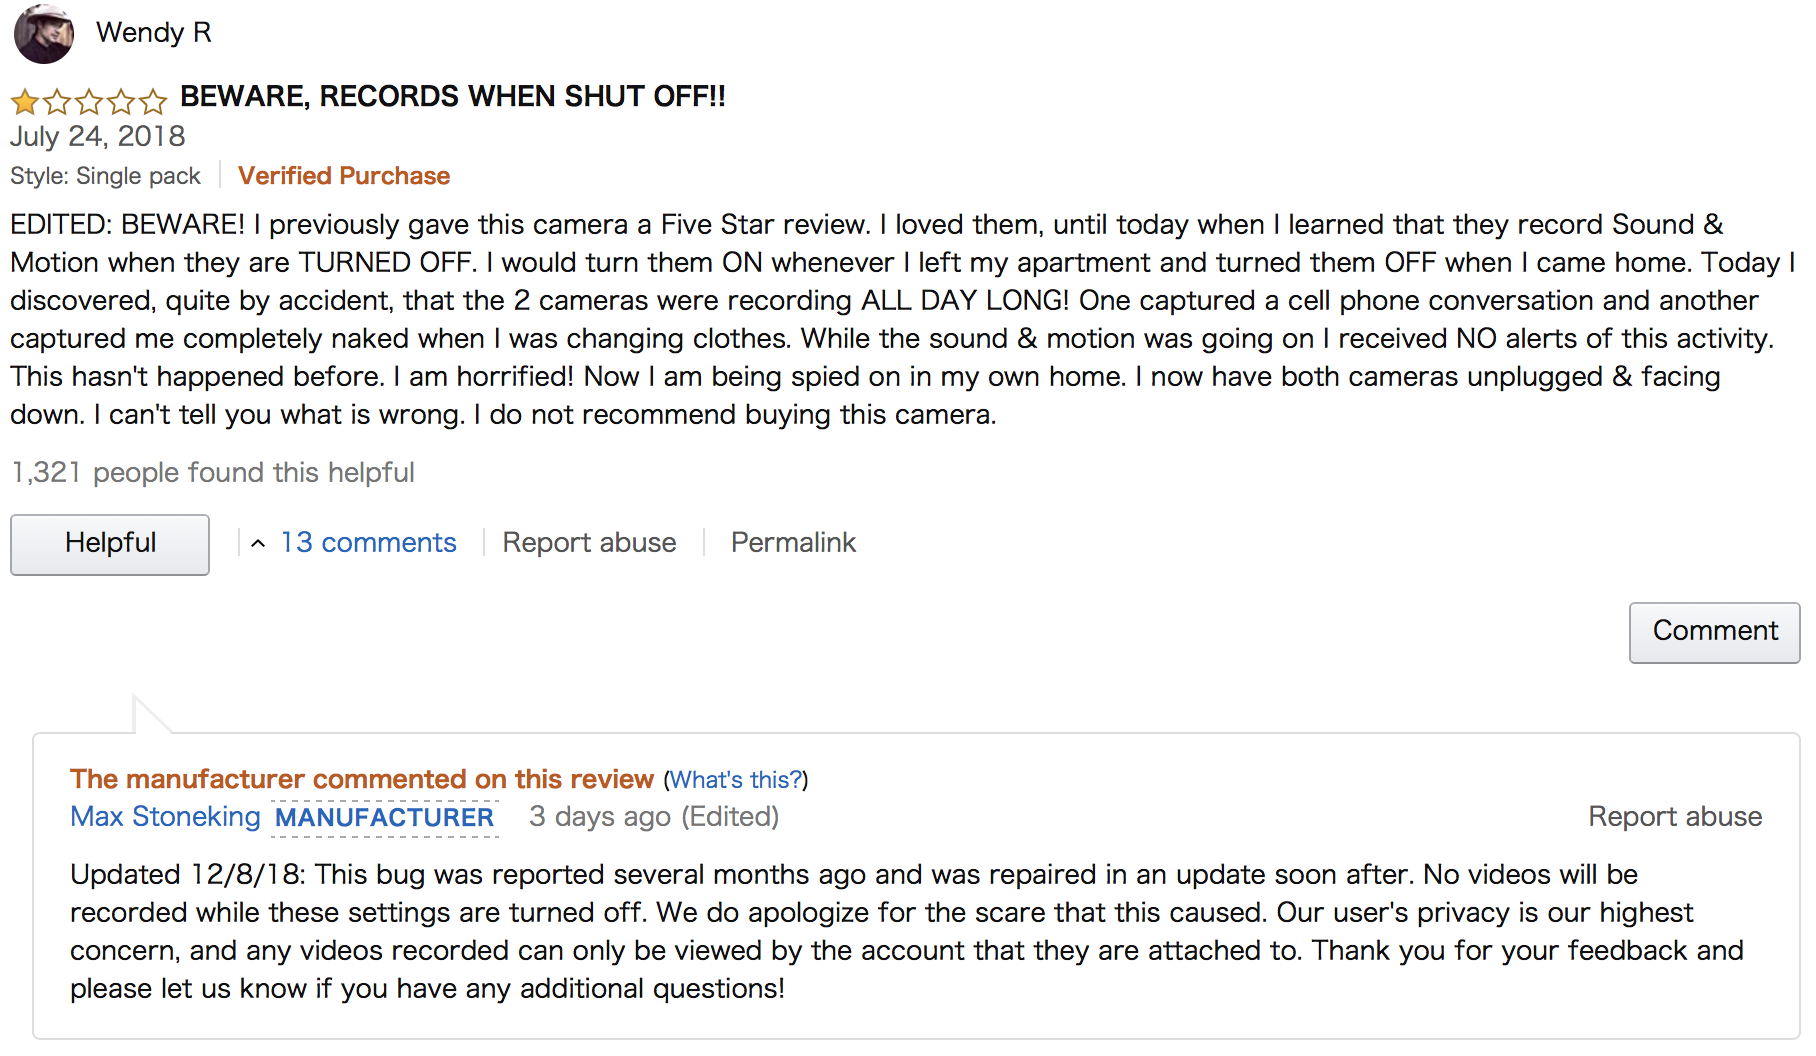 Wendy R
BEWARE, RECORDS WHEN SHUT OFF!!
July 24, 2018
Style: Single pack Verified Purchase
EDITED: BEWARE! I previously gave this camera a Five Star review. I loved them, until today when I learned that they record Sound &
Motion when they are TURNED OFF. I would turn them ON whenever I left my apartment and turned them OFF when I came home. Today I
discovered, quite by accident, that the 2 cameras were recording ALL DAY LONG! One captured a cell phone conversation and another
captured me completely naked when I was changing clothes. While the sound & motion was going on I received NO alerts of this activity.
This hasn't happened before. I am horrified! Now I am being spied on in my own home. I now have both cameras unplugged & facing
down. I can't tell you what is wrong. I do not recommend buying this camera.
1,321 people found this helpful
Helpful 13 comments Report abuse Permalink
Comment
The manufacturer commented on this review (What's this?)
Max Stoneking MANUFACTURER 3 days ago (Edited) Report abuse
Updated 12/8/18: This bug was reported several months ago and was repaired in an update soon after. No videos will be
recorded while these settings are turned off. We do apologize for the scare that this caused. Our user's privacy is our highest
concern, and any videos recorded can only be viewed by the account that they are attached to. Thank you for your feedback and
please let us know if you have any additional questions!